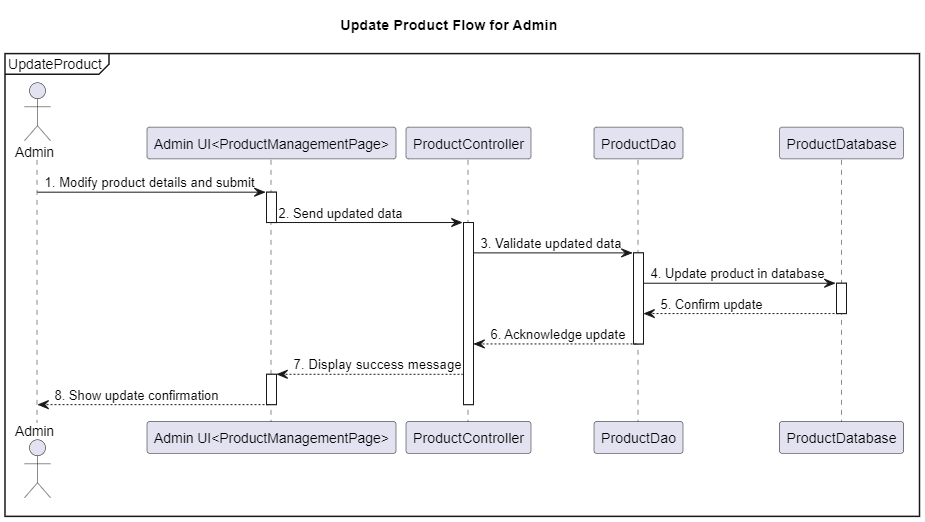 Update Product Flow for Admin
UpdateProduct
Admin
Admin UI<ProductManagementPage>
ProductController
ProductDao
ProductDatabase
1. Modify product details and submit
2. Send updated data
3. Validate updated data
4. Update product in database
5. Confirm update
6. Acknowledge update
7. Display success message
8. Show update confirmation
Admin
Admin UI<ProductManagementPage>
ProductController
ProductDao
ProductDatabase